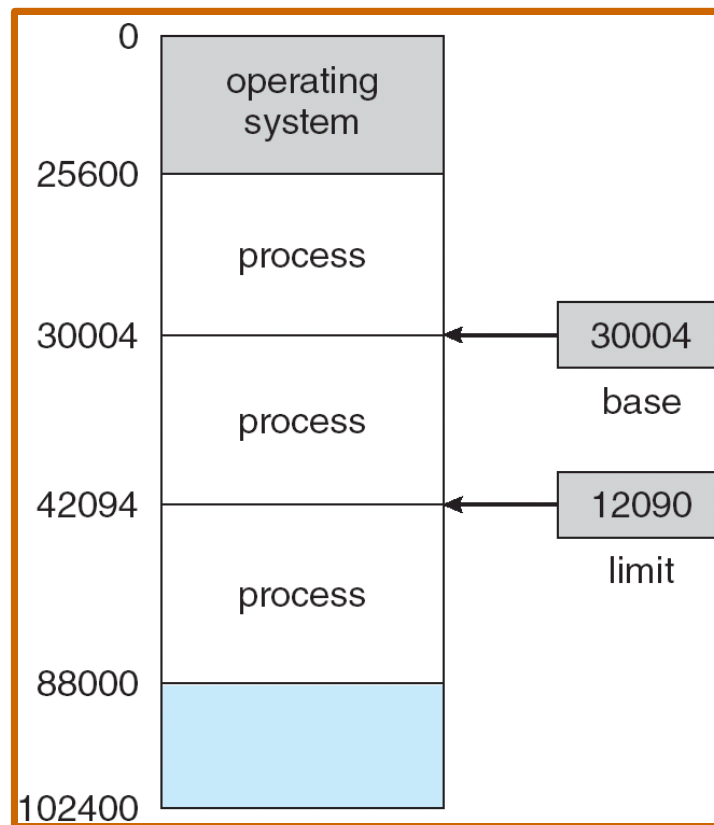 0
operating
system
25600
process
30004
30004
base
process
42094
12090
limit
process
88000
102400